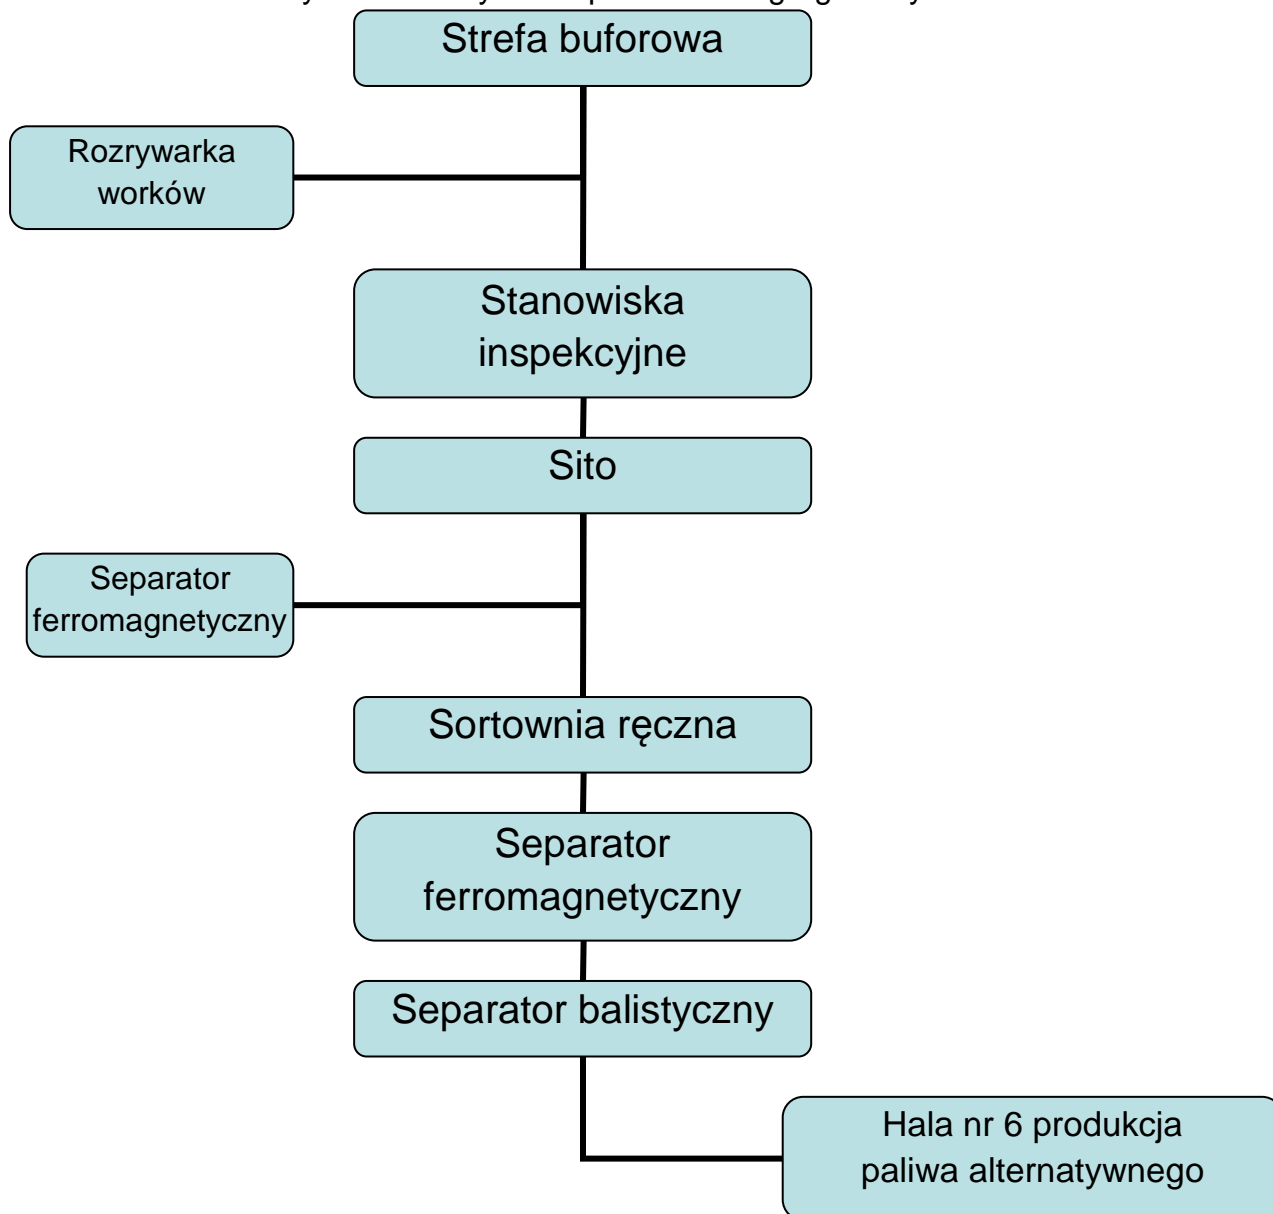 Strefa buforowa
Rozrywarka
worków
Stanowiska
inspekcyjne
Sito
Separator
ferromagnetyczny
Sortownia ręczna
Separator
ferromagnetyczny
Separator balistyczny
Hala nr 6 produkcja
paliwa alternatywnego